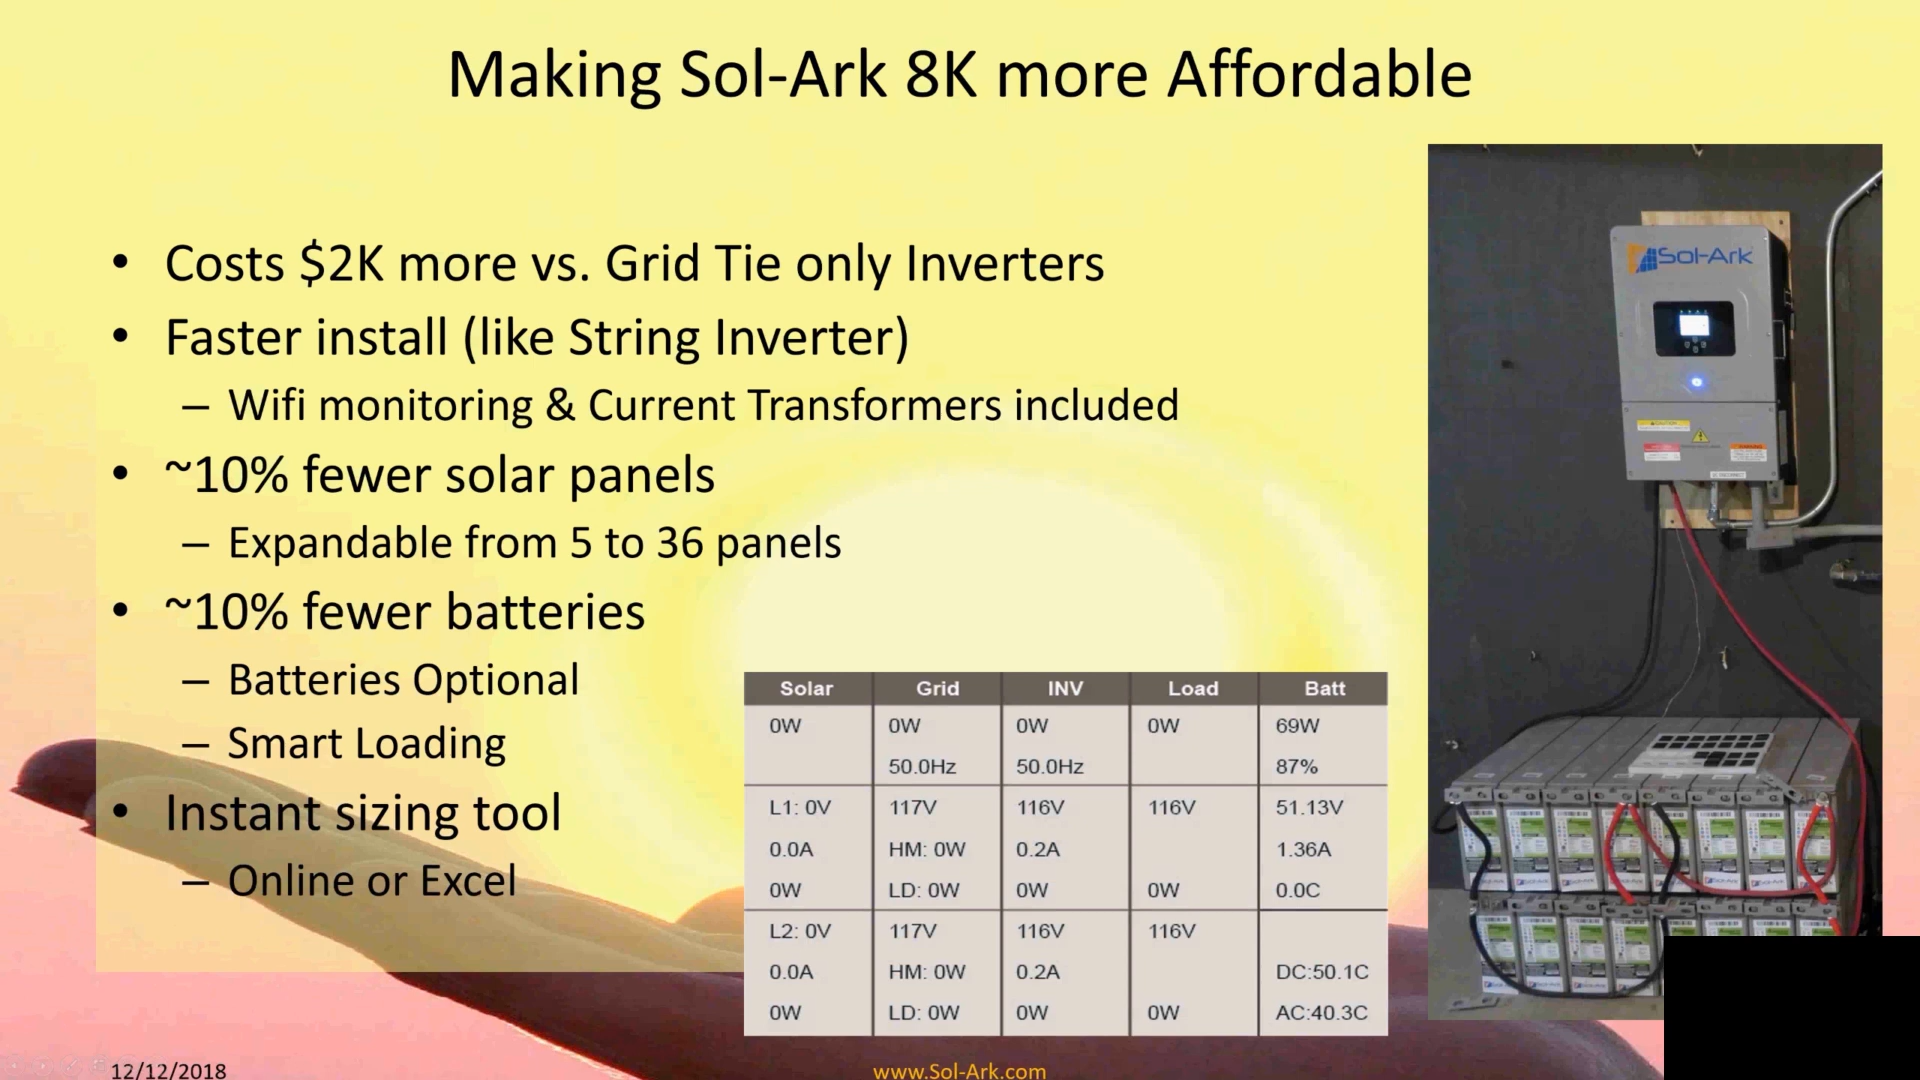 Making Sol-Ark 8K more Affordable
• Costs $2K more vs. Grid Tie only Inverters
• Faster install (like String Inverter)
– Wifi monitoring & Current Transformers included
• ~10% fewer solar panels
– Expandable from 5 to 36 panels
• ~10% fewer batteries
– Batteries Optional
– Smart Loading
• Instant sizing tool
– Online or Excel
Sol-Ark
Solar Grid INV Load Batt
0W 0W 0W 0W 69W
50.0Hz 50.0Hz 87%
L1: 0V 117V 116V 116V 51.13V
0.0A HM: 0W 0.2A 1.36A
0W LD: 0W 0W 0W 0.0C
L2: 0V 117V 116V 116V
0.0A HM: 0W 0.2A DC:50.1C
0W LD: 0W 0W 0W AC:40.3C
12/12/2018
www.Sol-Ark.com